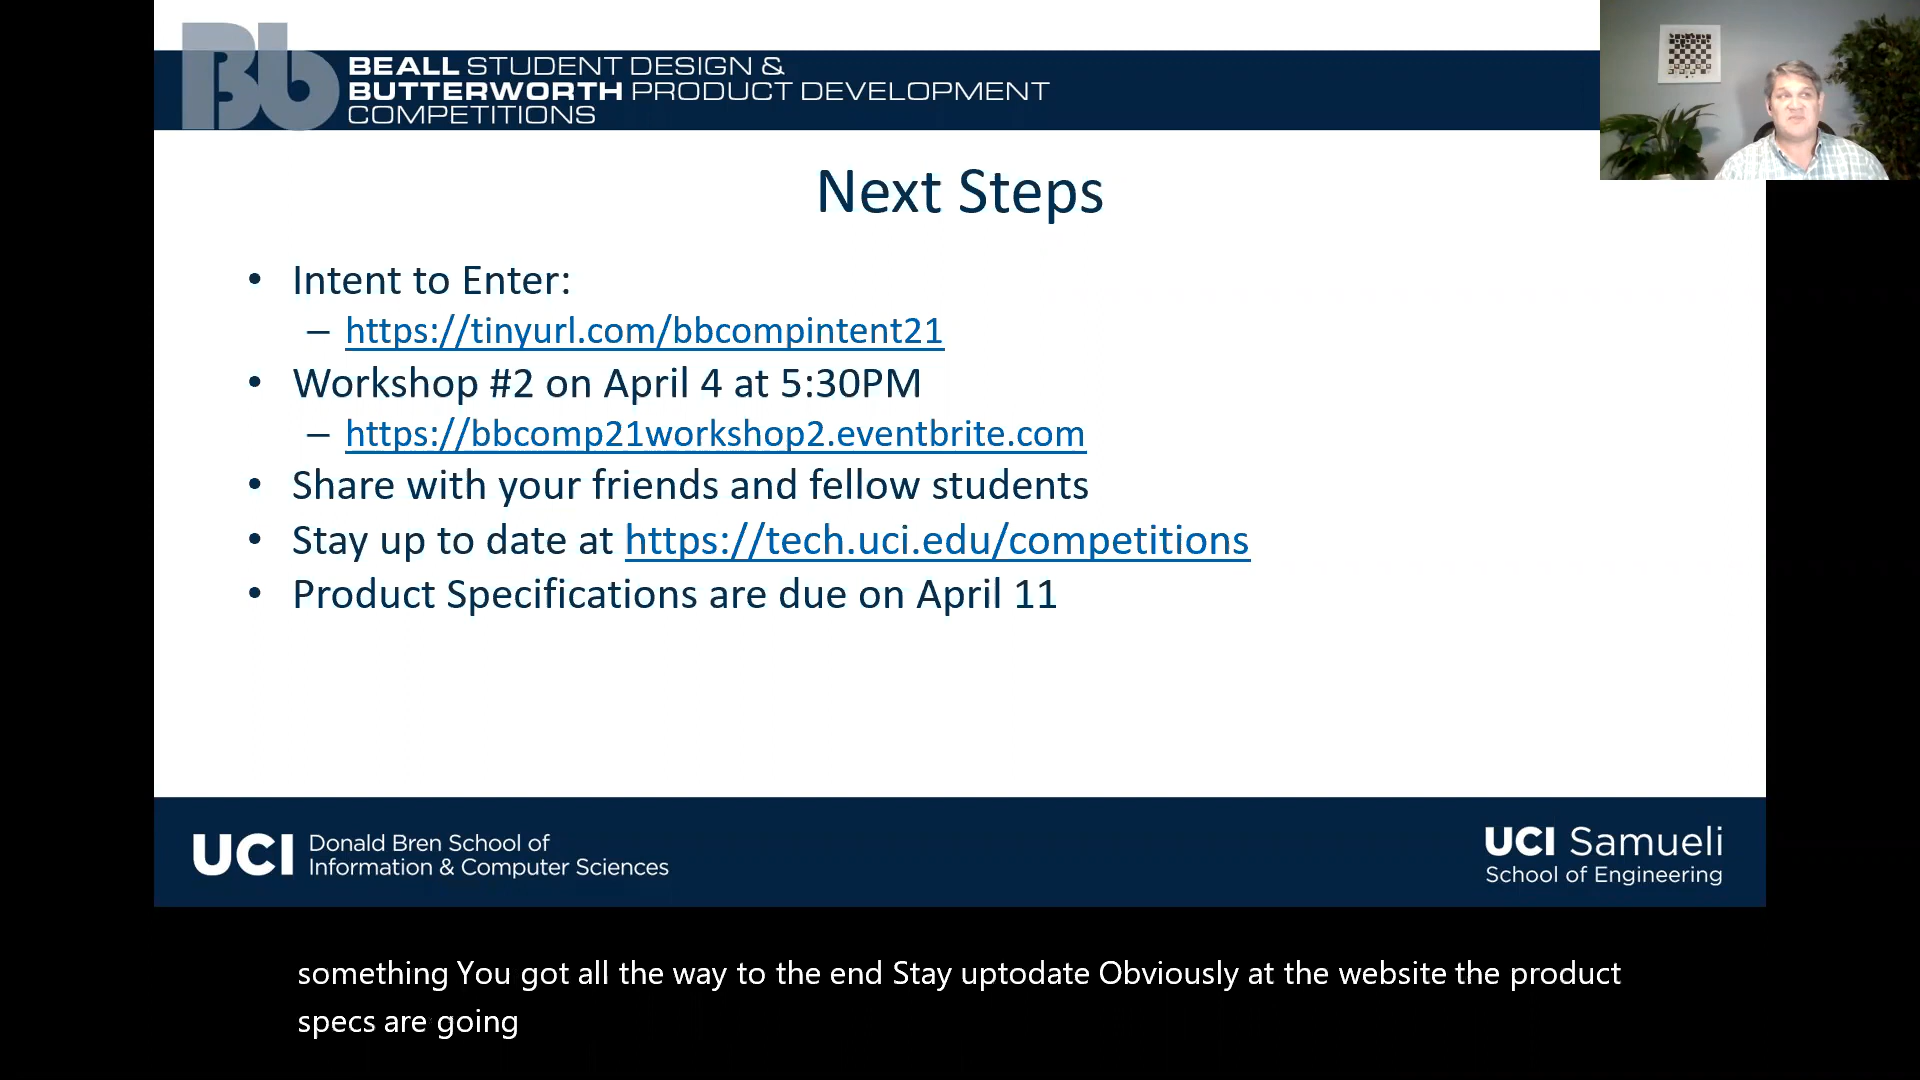 Bb
BEALL STUDENT DESIGN &
BUTTERWORTH PRODUCT DEVELOPMENT
COMPETITIONS
Next Steps
• Intent to Enter:
– https://tinyurl.com/bbcompintent21
• Workshop #2 on April 4 at 5:30PM
– https://bbcomp21workshop2.eventbrite.com
• Share with your friends and fellow students
• Stay up to date at https://tech.uci.edu/competitions
• Product Specifications are due on April 11
UCI Donald Bren School of
Information & Computer Sciences
UCI Samueli
School of Engineering
something You got all the way to the end Stay uptodate Obviously at the website the product
specs are going